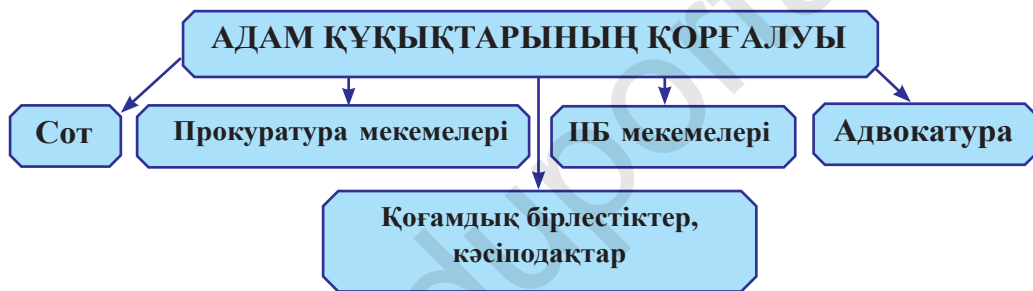 АДАМ ҚҰҚЫҚТАРЫНЫҢ ҚОРҒАЛУЫ
Сот
Прокуратура мекемелері
ІІБ мекемелері
Адвокатура
Қоғамдық бірлестіктер,
кәсіподақтар